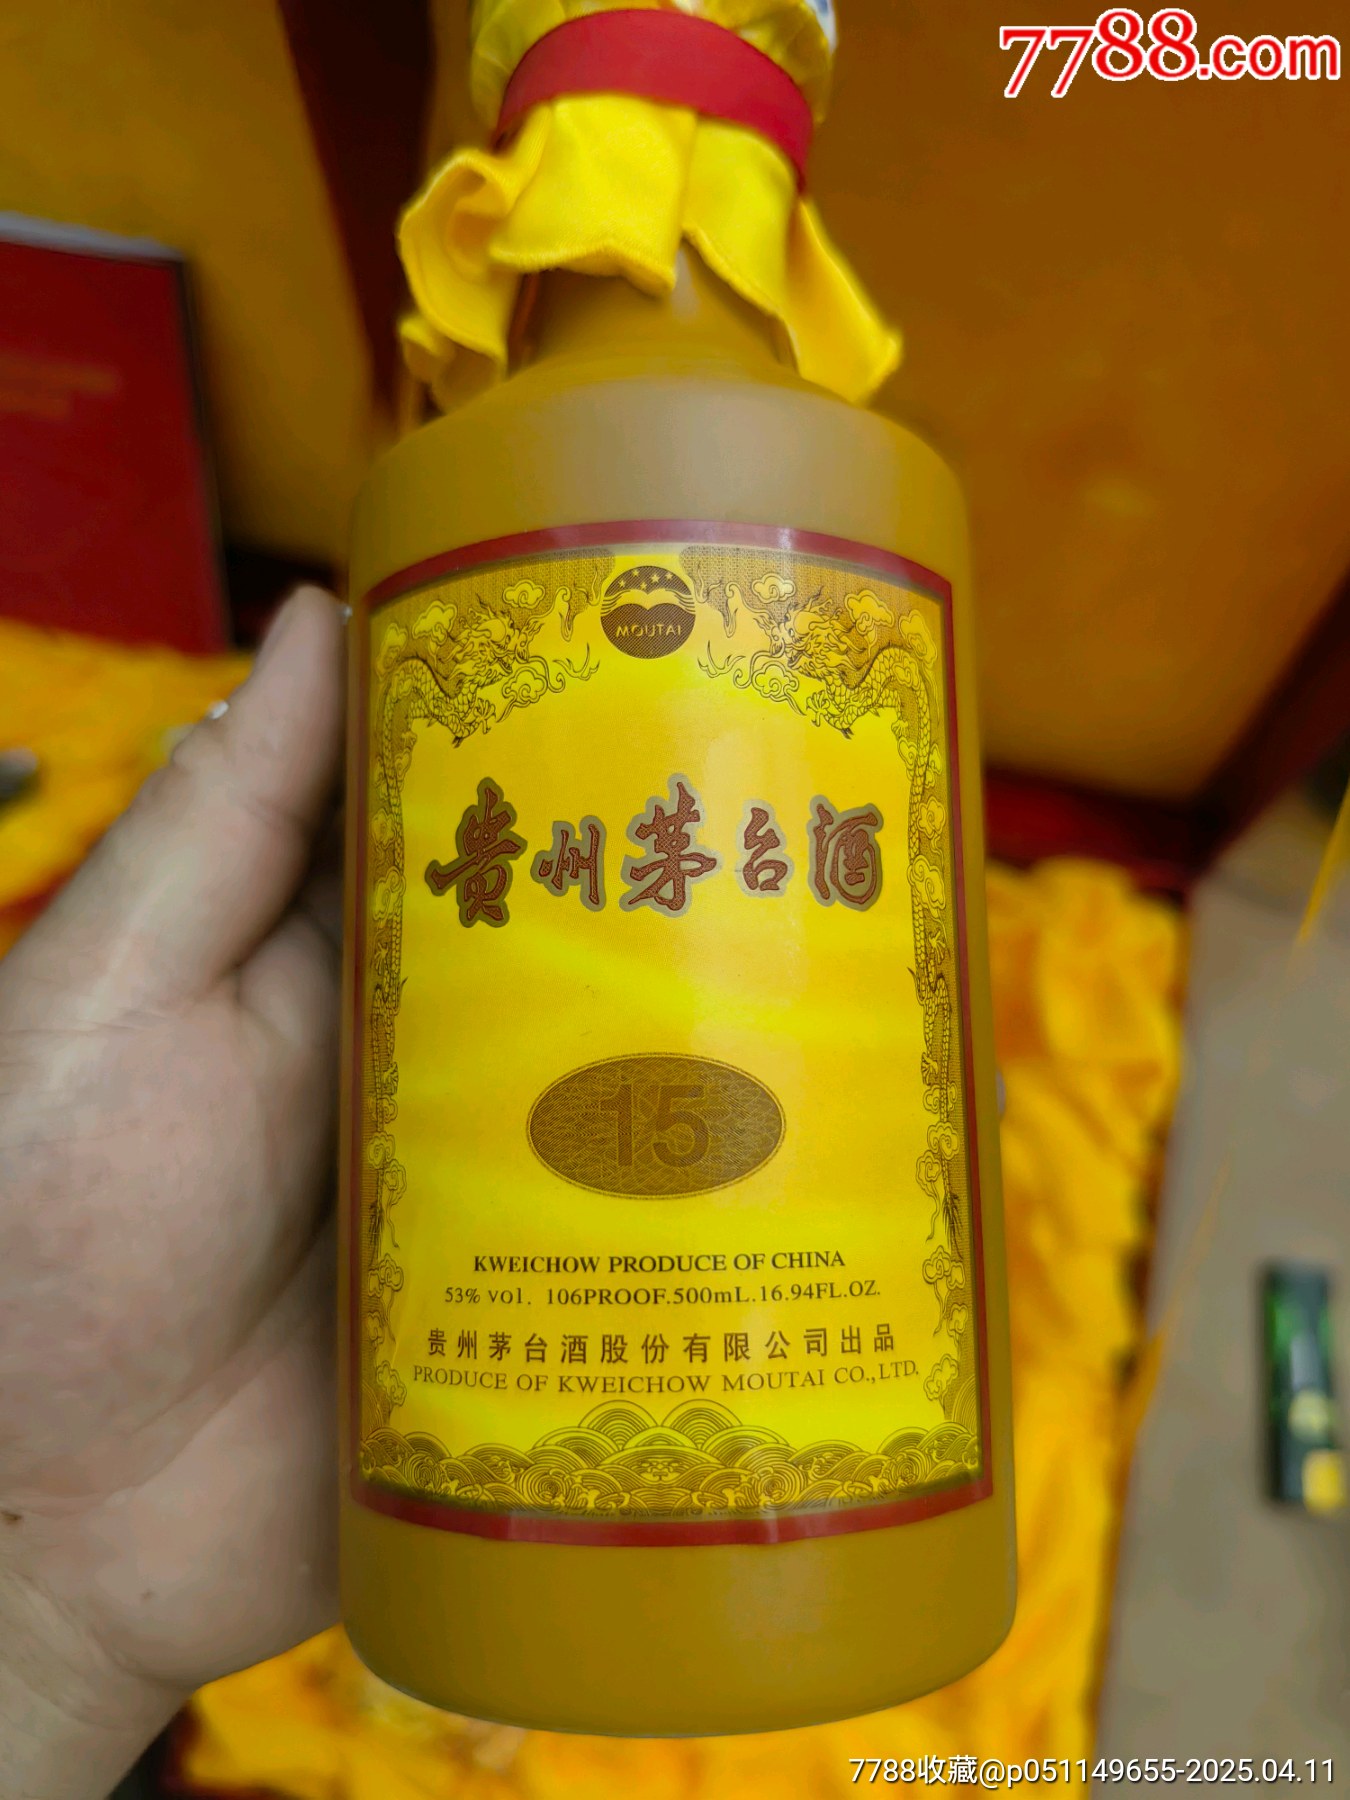 7788.com
MOUTAI
贵州茅台酒
15
KWEICHOW PRODUCE OF CHINA
53% vol. 106PROOF.500mL.16.94FL.OZ.
贵州茅台酒股份有限公司出品
PRODUCE OF KWEICHOW MOUTAI CO.,LTD.
7788收藏@p051149655-2025.04.11